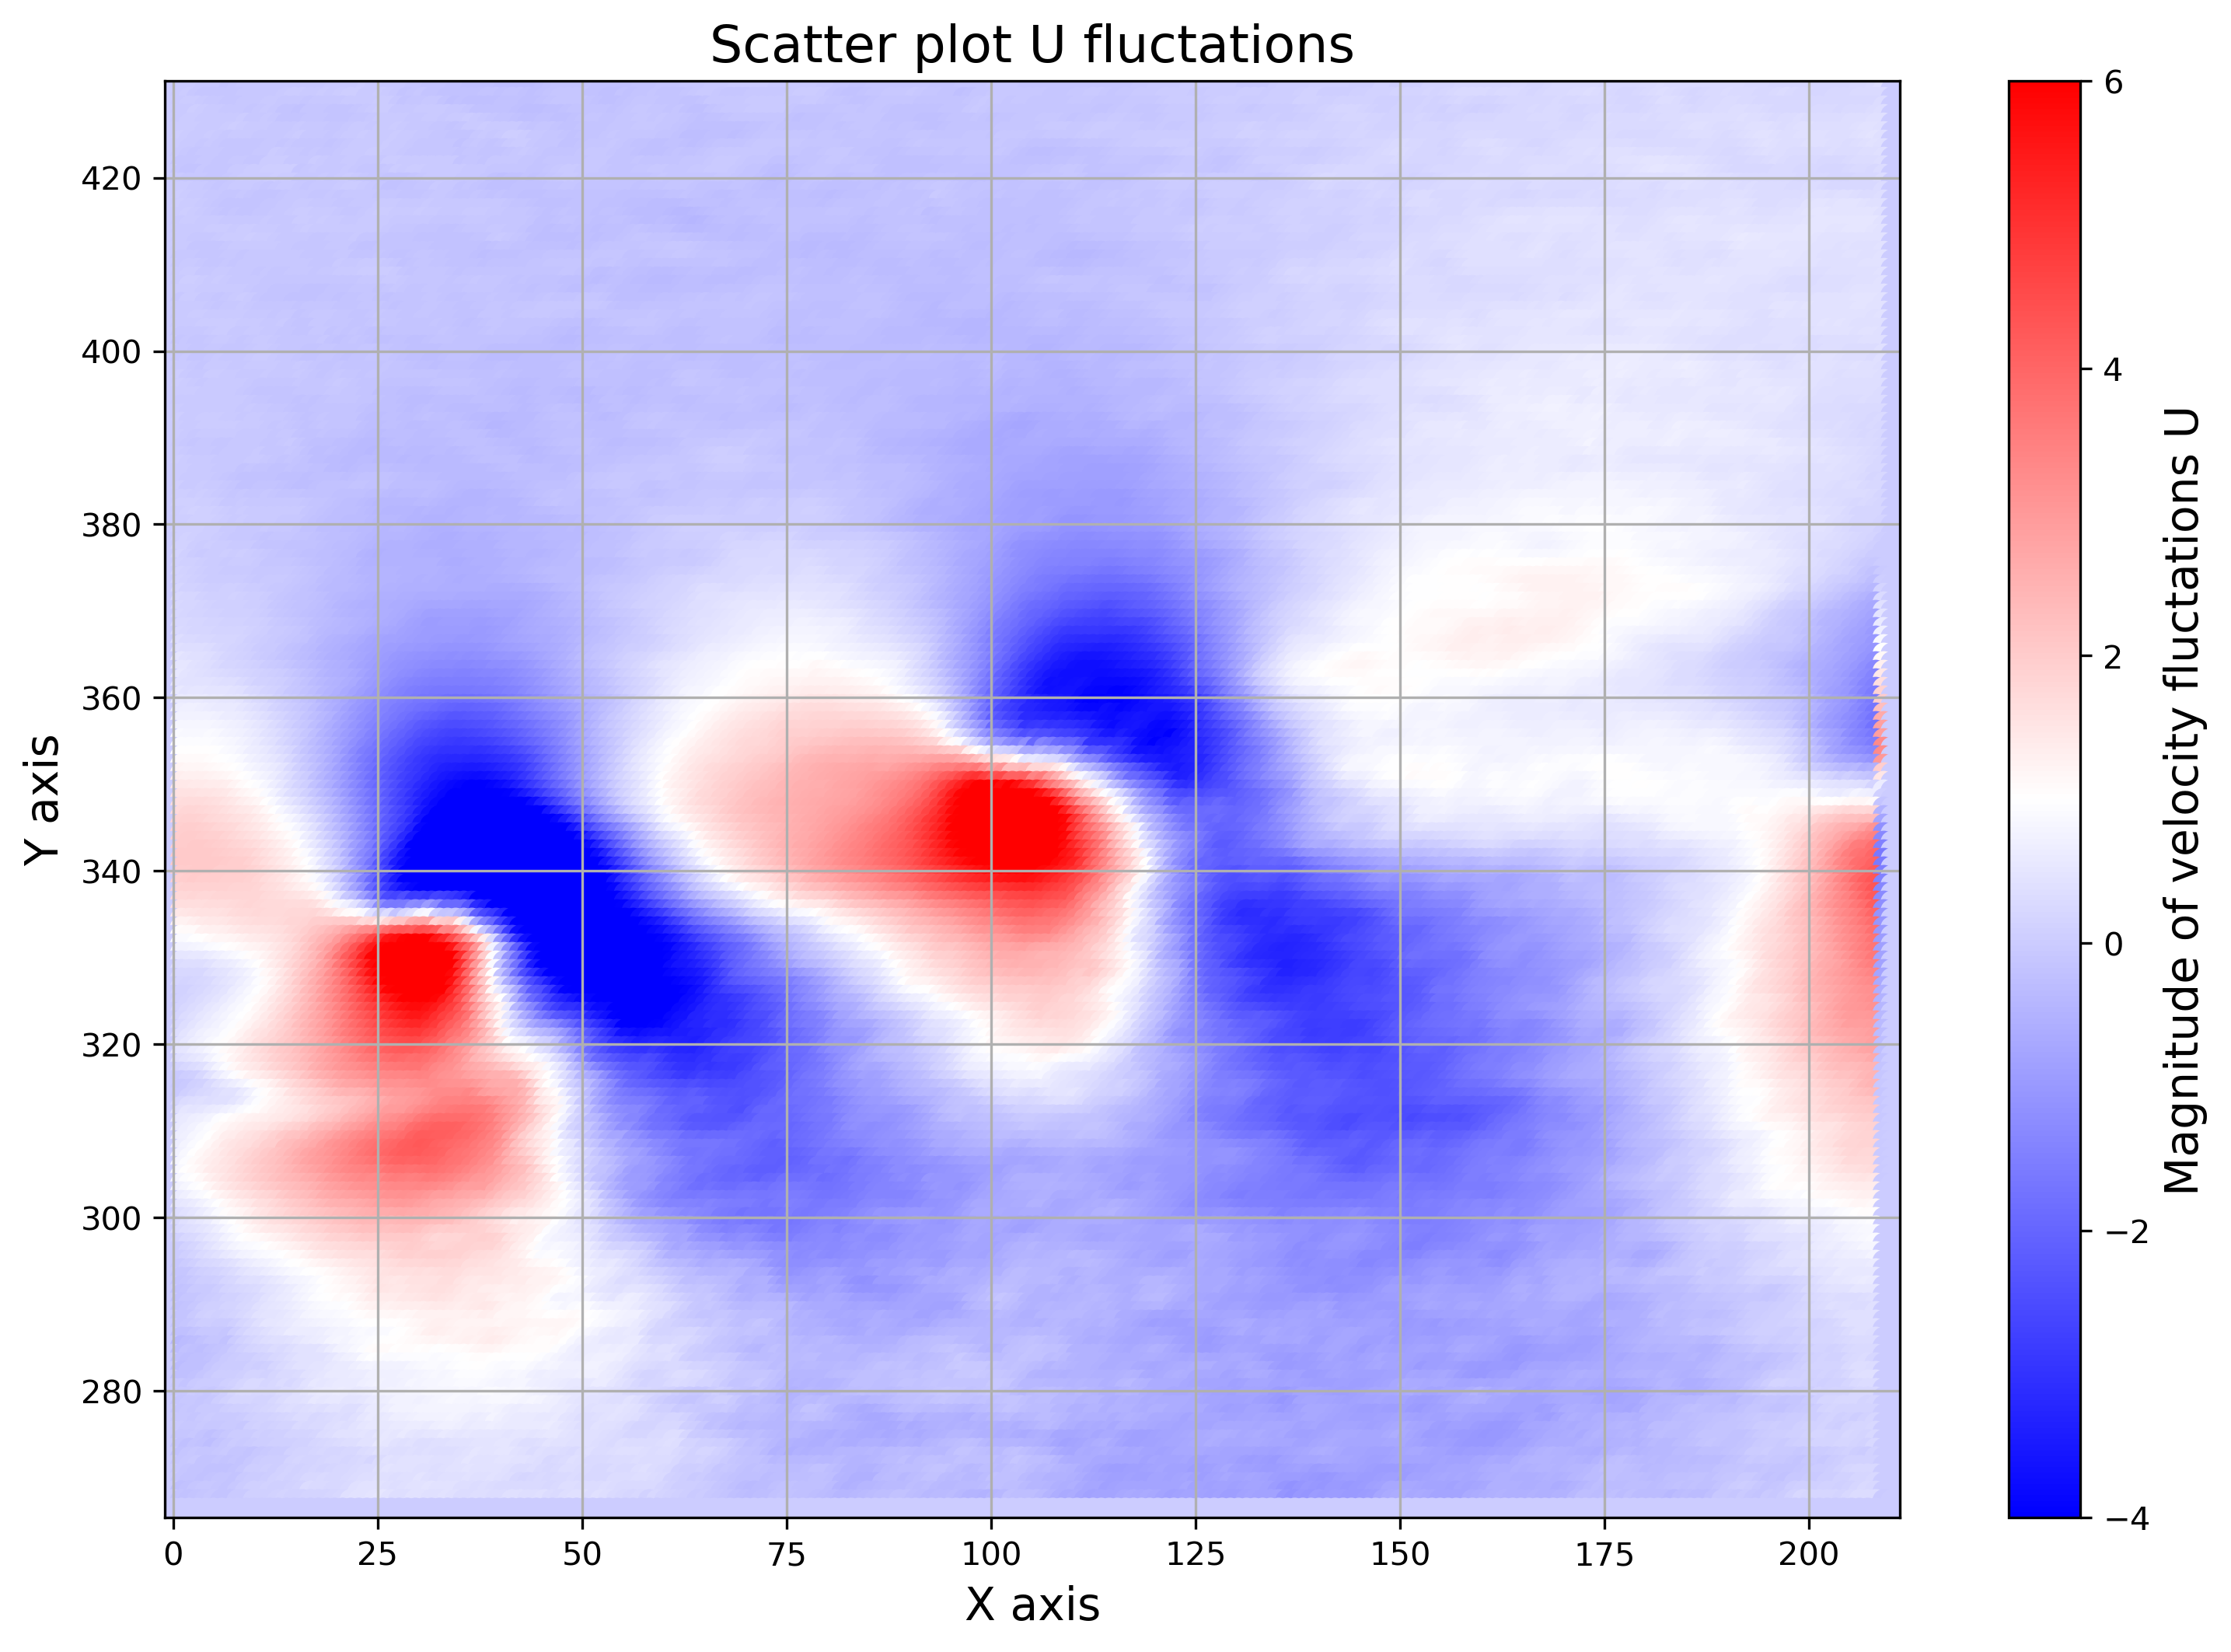 Scatter plot U fluctations
Y axis
420
400
380
360
340
320
300
280
0 25 50 75 100 125 150 175 200
X axis
6
4
2
0
−2
−4
Magnitude of velocity fluctations U